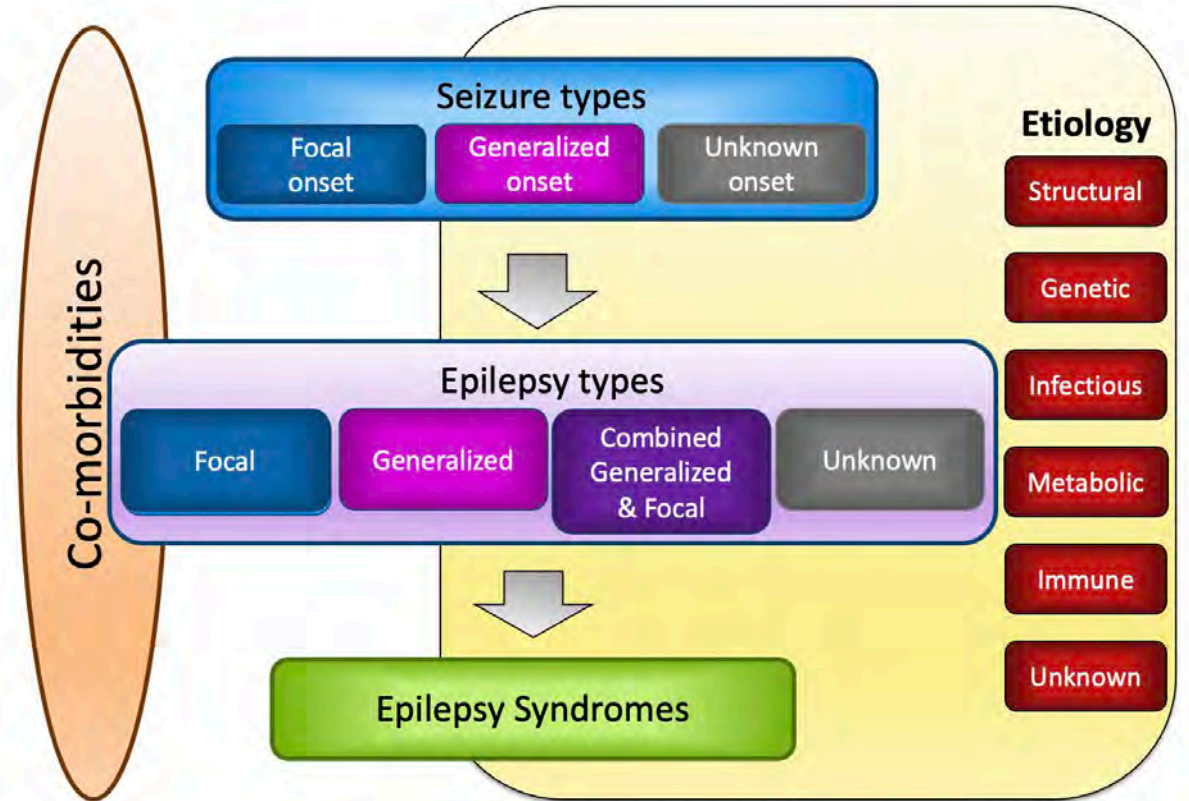 Co-morbidities
Seizure types
Focal
onset
Generalized
onset
Unknown
onset
Epilepsy types
Focal
Generalized
Combined
Generalized
& Focal
Unknown
Epilepsy Syndromes
Etiology
Structural
Genetic
Infectious
Metabolic
Immune
Unknown